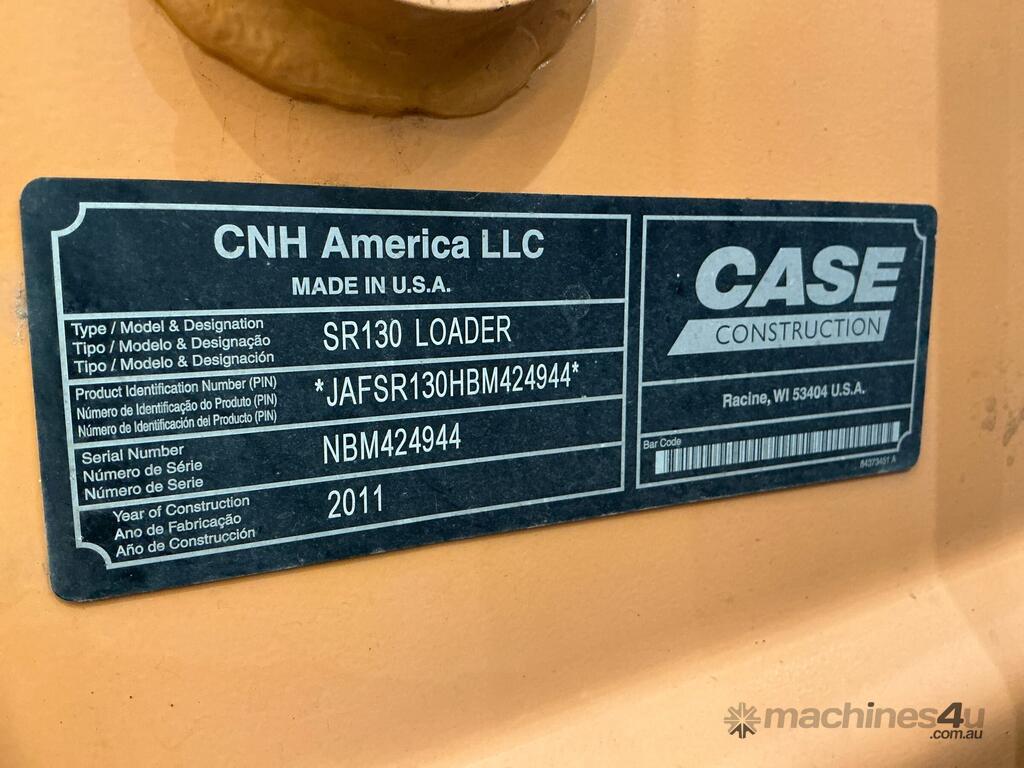 CNH America LLC
MADE IN U.S.A.
Type / Model & Designation
Tipo / Modelo & Designação
Tipo / Modelo & Designación
SR130 LOADER
Product Identification Number (PIN)
Número de Identificação do Produto (PIN)
Número de Identificación del Producto (PIN)
*JAFSR130HBM424944*
Serial Number
Número de Série
Número de Serie
NBM424944
Year of Construction
Ano de Fabricação
Año de Construcción
2011
CASE
CONSTRUCTION
Racine, WI 53404 U.S.A.
Bar Code
84373451 A
machines4u
.com.au